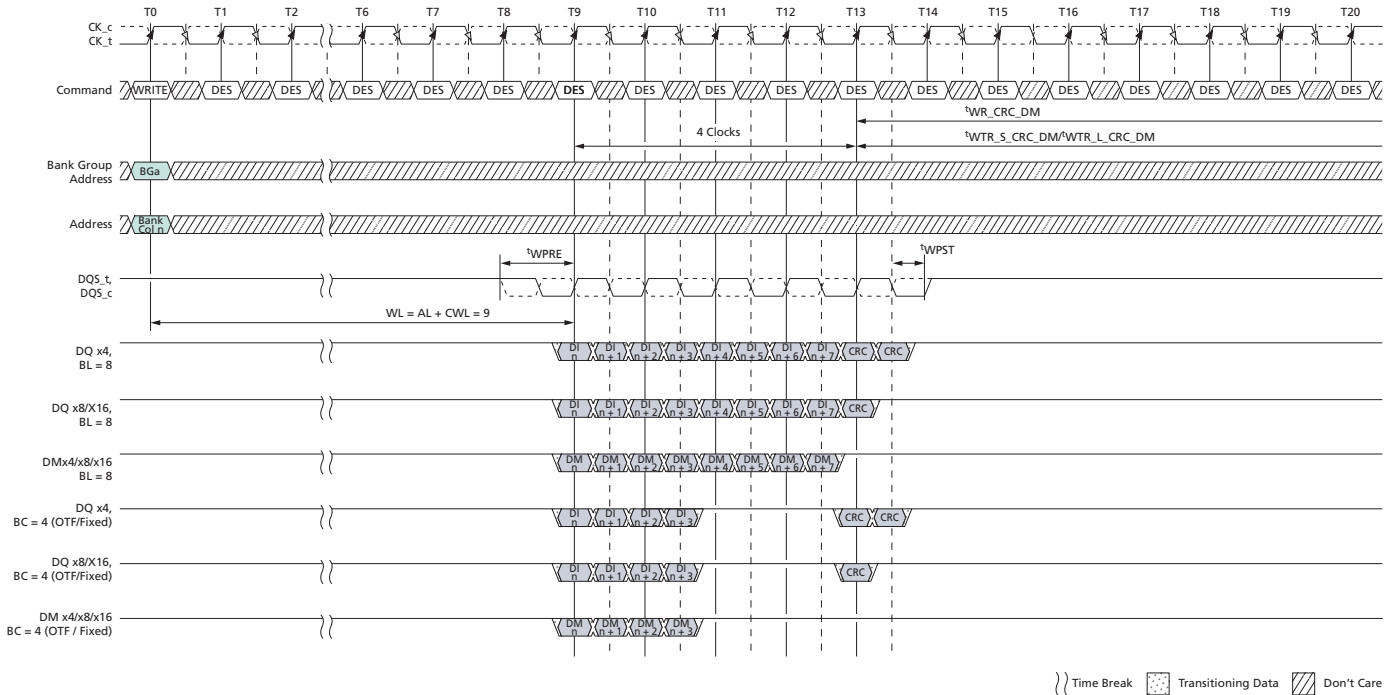 T0 T1 T2 T6 T7 T8 T9 T10 T11 T12 T13 T14 T15 T16 T17 T18 T19 T20
CK_c
CK_t
Command WRITE DES DES DES DES DES DES DES DES DES DES DES DES DES DES DES DES DES
tWR_CRC_DM
4 Clocks
tWTR_S_CRC_DM/tWTR_L_CRC_DM
Bank Group
Address
BGa
Address
Bank
Col n
tWPRE
tWPST
DQS_t,
DQS_c
WL = AL + CWL = 9
DQ x4,
BL = 8
DI n DI n + 1 DI n + 2 DI n + 3 DI n + 4 DI n + 5 DI n + 6 DI n + 7 CRC CRC
DQ x8/X16,
BL = 8
DI n DI n + 1 DI n + 2 DI n + 3 DI n + 4 DI n + 5 DI n + 6 DI n + 7 CRC
DMx4/x8/x16
BL = 8
DM n DM n + 1 DM n + 2 DM n + 3 DM n + 4 DM n + 5 DM n + 6 DM n + 7
DQ x4,
BC = 4 (OTF/Fixed)
DI n DI n + 1 DI n + 2 DI n + 3 CRC CRC
DQ x8/X16,
BC = 4 (OTF/Fixed)
DI n DI n + 1 DI n + 2 DI n + 3 CRC
DM x4/x8/x16
BC = 4 (OTF / Fixed)
DM n DM n + 1 DM n + 2 DM n + 3
Time Break Transitioning Data Don't Care